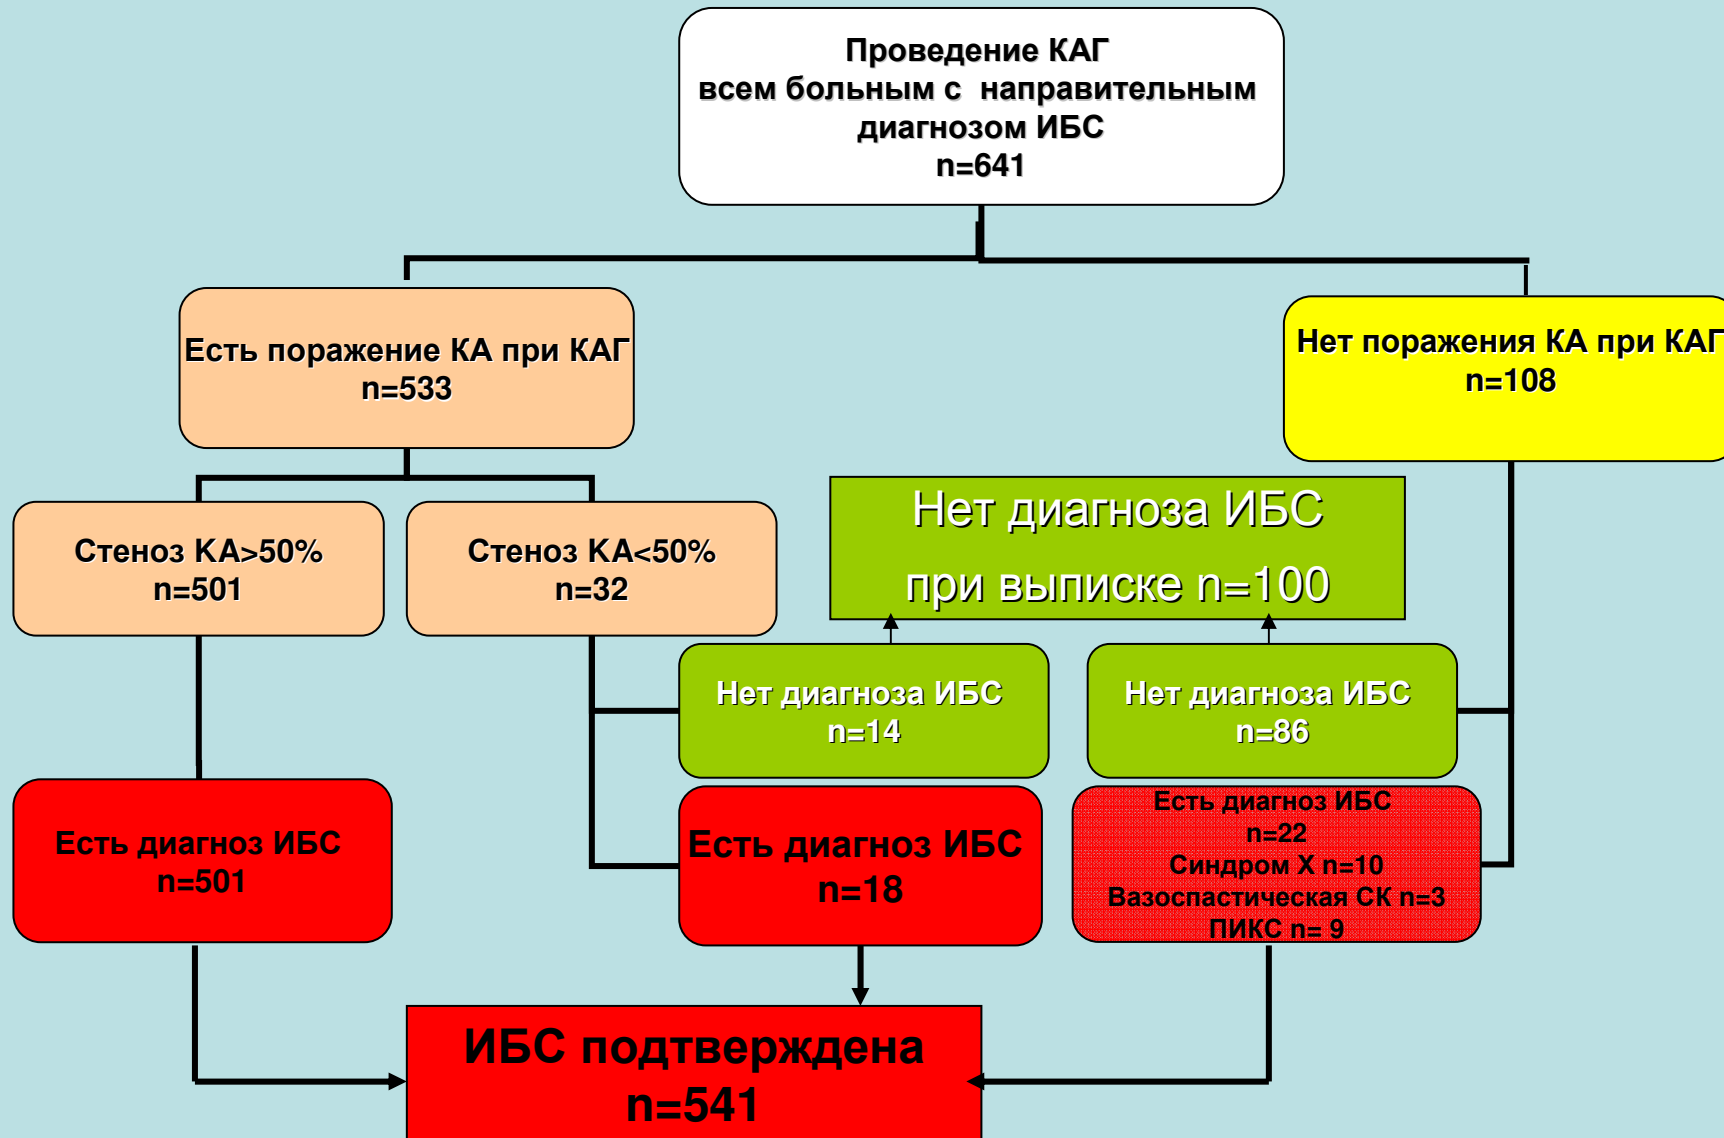 Проведение КАГ
всем больным с направительным
диагнозом ИБС
n=641
Есть поражение КА при КАГ
n=533
Нет поражения КА при КАГ
n=108
Стеноз КА>50%
n=501
Стеноз КА<50%
n=32
Нет диагноза ИБС
при выписке n=100
Нет диагноза ИБС
n=14
Нет диагноза ИБС
n=86
Есть диагноз ИБС
n=501
Есть диагноз ИБС
n=18
Есть диагноз ИБС
n=22
Синдром Х n=10
Вазоспастическая СК n=3
ПИКС n= 9
ИБС подтверждена
n=541